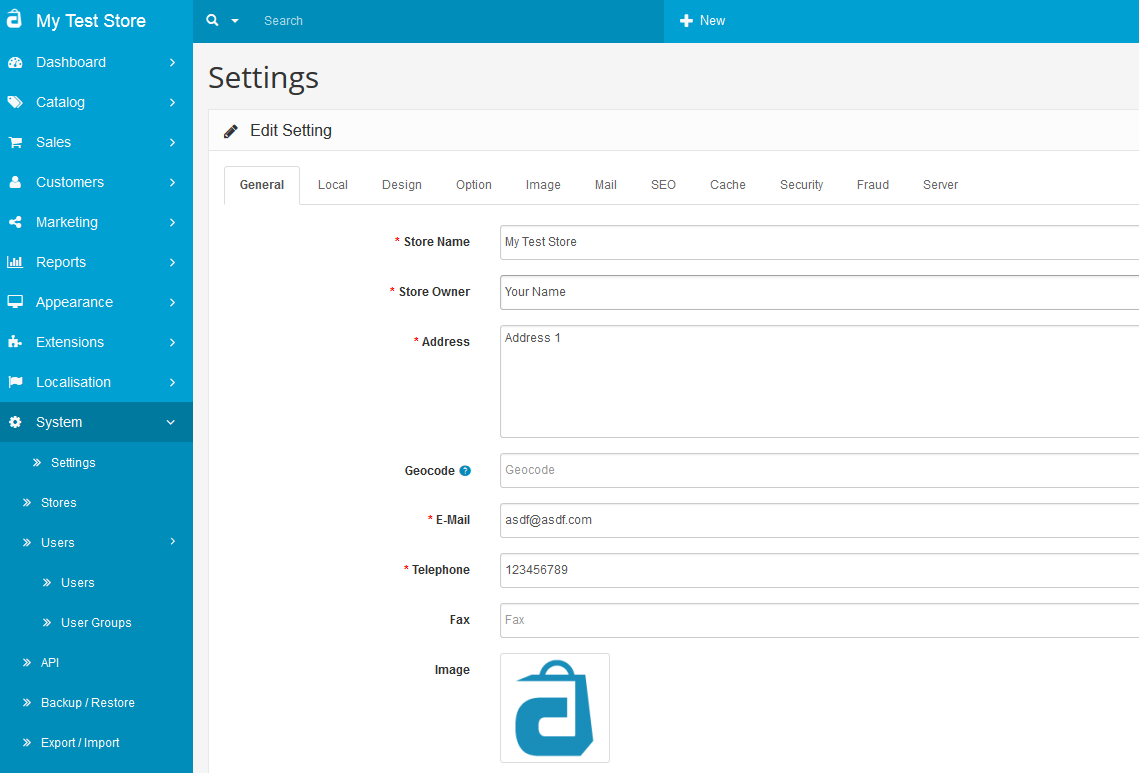 My Test Store
Search
New
Dashboard
Catalog
Sales
Customers
Marketing
Reports
Appearance
Extensions
Localisation
System
Settings
Stores
Users
Users
User Groups
API
Backup / Restore
Export / Import
Settings
Edit Setting
General Local Design Option Image Mail SEO Cache Security Fraud Server
* Store Name My Test Store
* Store Owner Your Name
* Address Address 1
Geocode ? Geocode
* E-Mail asdf@asdf.com
* Telephone 123456789
Fax Fax
Image